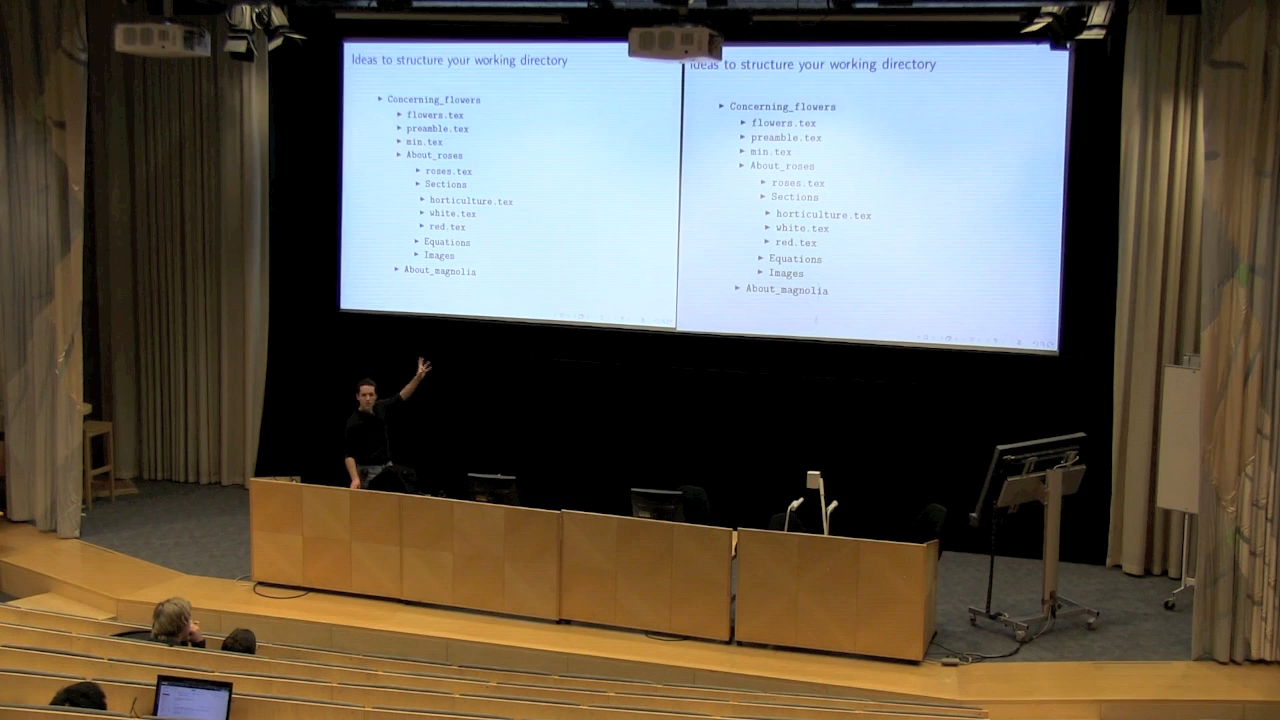 Ideas to structure your working directory
Concerning_flowers
flowers.tex
preamble.tex
min.tex
About_roses
roses.tex
Sections
horticulture.tex
white.tex
red.tex
Equations
Images
About_magnolia
Ideas to structure your working directory
Concerning_flowers
flowers.tex
preamble.tex
min.tex
About_roses
roses.tex
Sections
horticulture.tex
white.tex
red.tex
Equations
Images
About_magnolia